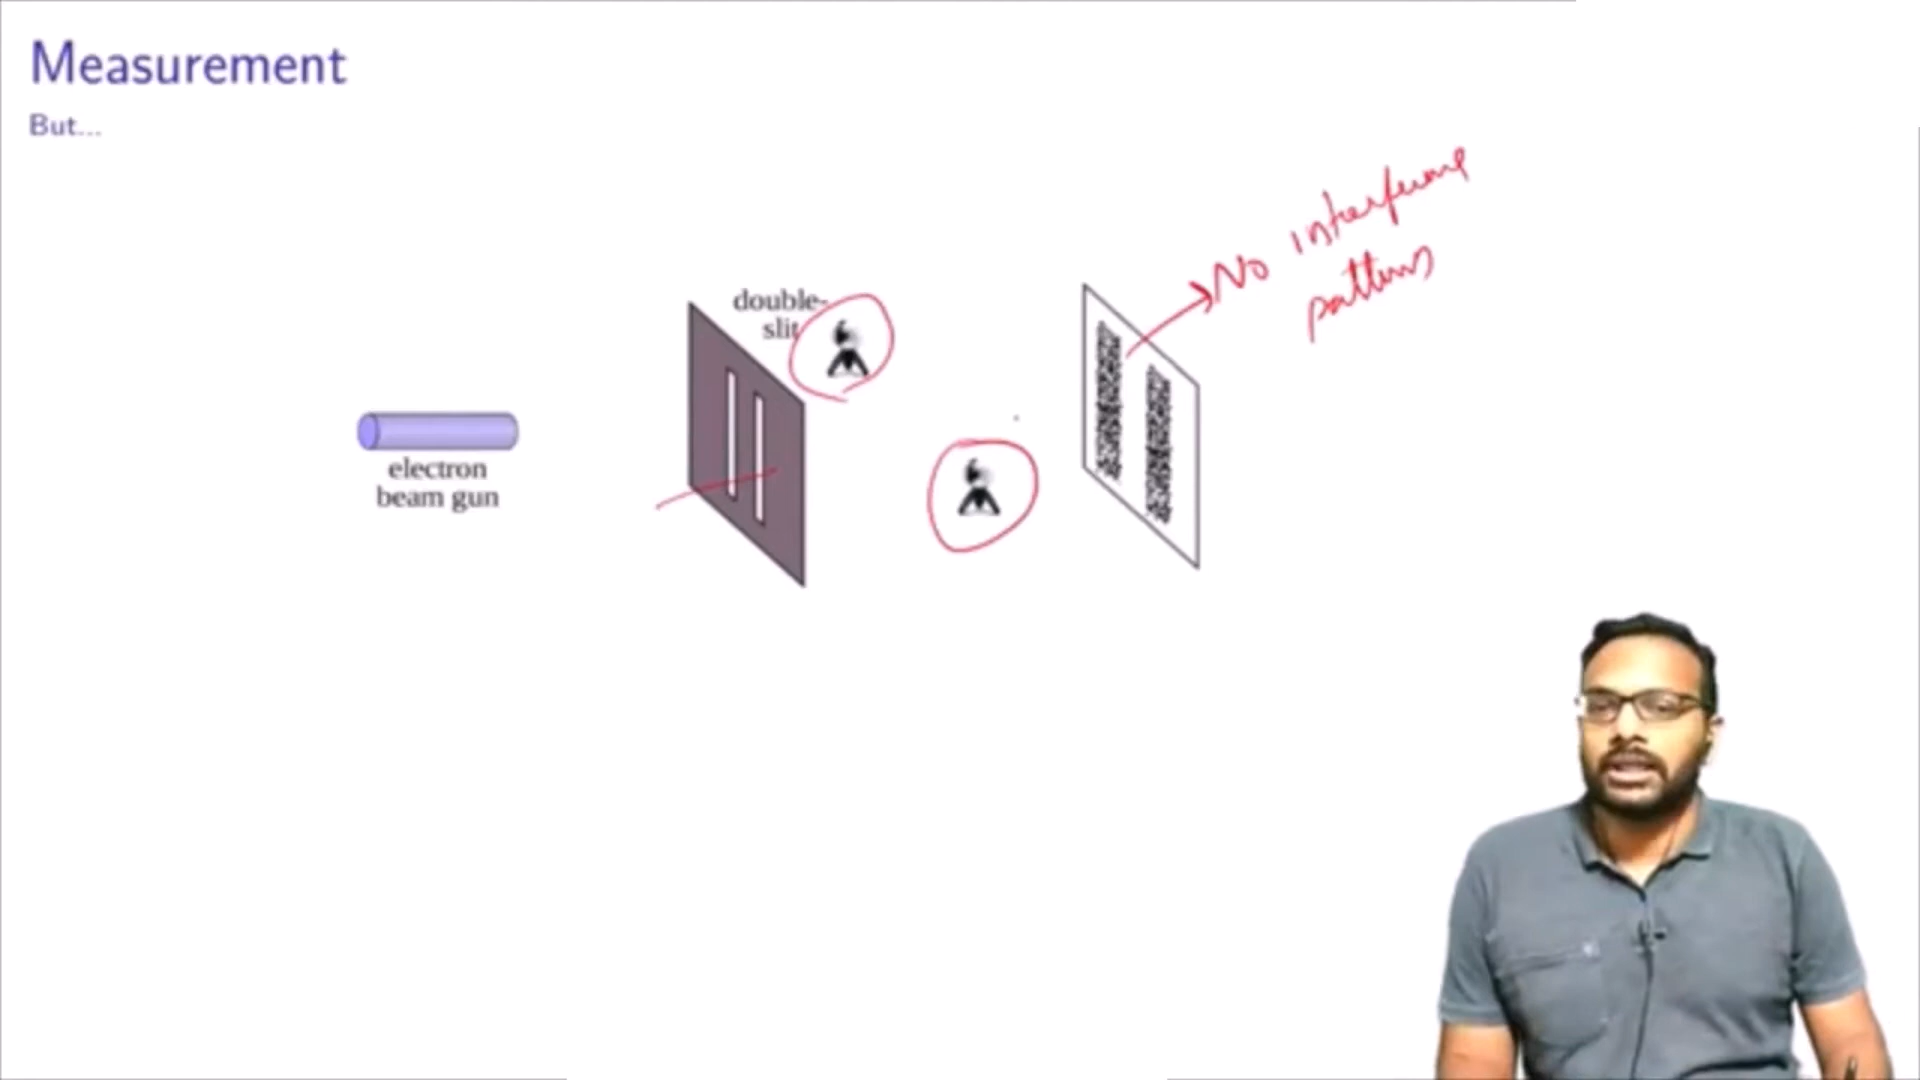 Measurement
But...
double-
slit
electron
beam gun
No interference
pattern